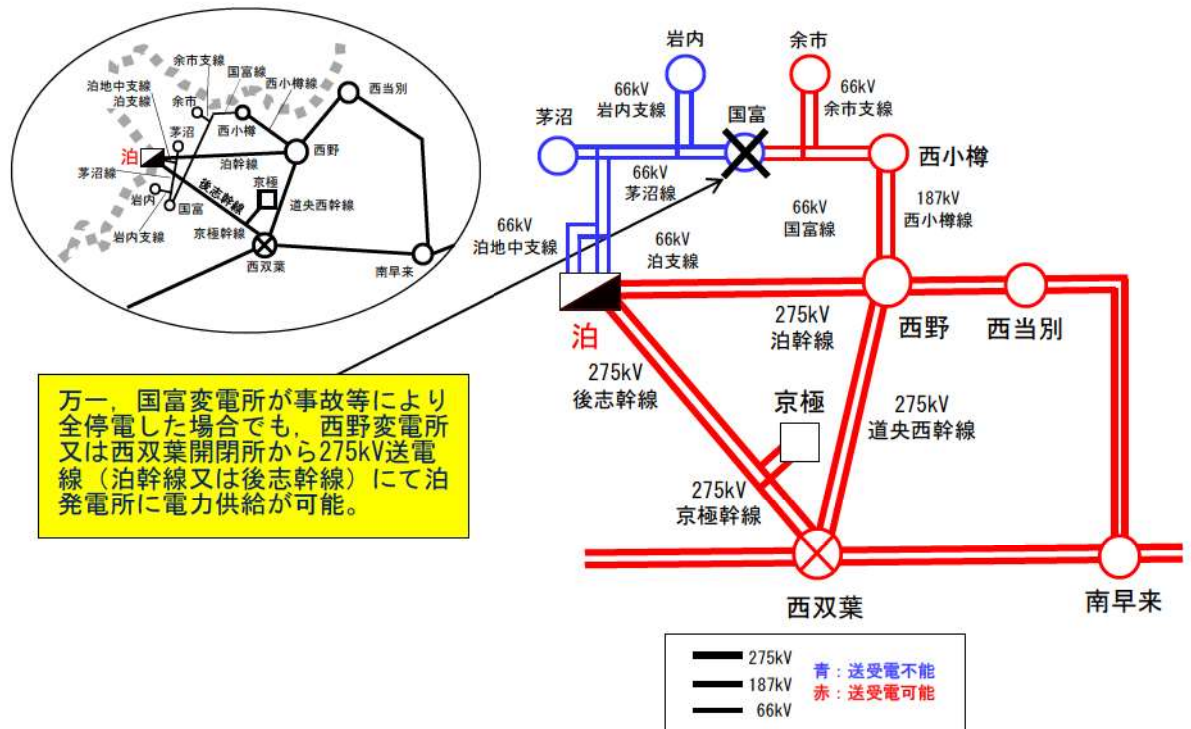 余市支線
国富線
泊地中支線
西小樽線
泊支線
西当別
余市
茅沼
西小樽
泊
西野
泊幹線
茅沼線
後志幹線
京極
岩内
国富
道央西幹線
岩内支線
京極幹線
西双葉
南早来
岩内
余市
66kV
岩内支線
66kV
余市支線
茅沼
国富
西小樽
66kV
茅沼線
66kV
国富線
187kV
西小樽線
66kV
泊地中支線
66kV
泊支線
泊
275kV
泊幹線
西野
西当別
275kV
後志幹線
京極
275kV
道央西幹線
275kV
京極幹線
西双葉
南早来
万一，国富変電所が事故等により
全停電した場合でも，西野変電所
又は西双葉開閉所から275kV送電
線（泊幹線又は後志幹線）にて泊
発電所に電力供給が可能。
275kV
187kV
66kV
青：送受電不能
赤：送受電可能